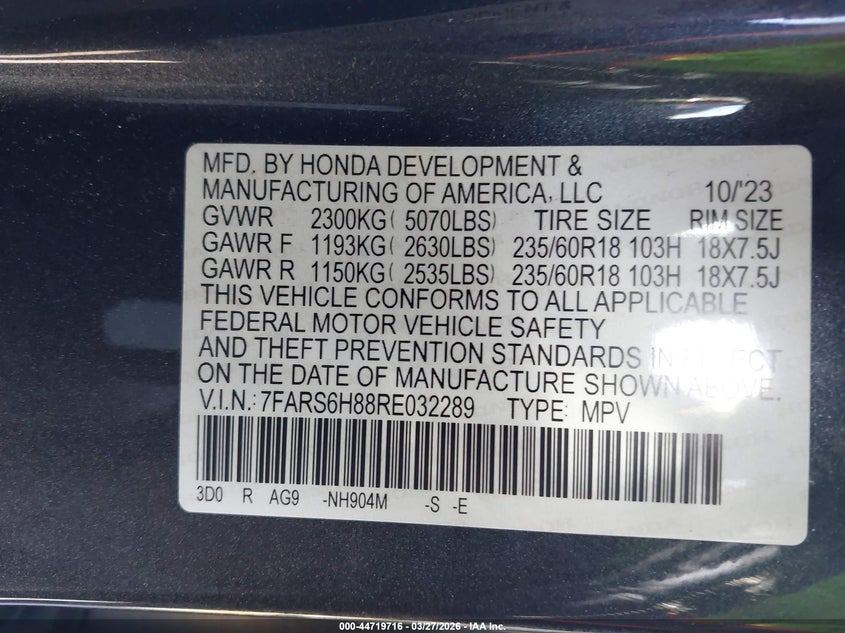 MFD. BY HONDA DEVELOPMENT &
MANUFACTURING OF AMERICA, LLC 10/'23
GVWR 2300KG( 5070LBS) TIRE SIZE RIM SIZE
GAWR F 1193KG( 2630LBS) 235/60R18 103H 18X7.5J
GAWR R 1150KG( 2535LBS) 235/60R18 103H 18X7.5J
THIS VEHICLE CONFORMS TO ALL APPLICABLE
FEDERAL MOTOR VEHICLE SAFETY
AND THEFT PREVENTION STANDARDS IN EFFECT
ON THE DATE OF MANUFACTURE SHOWN ABOVE.
V.I.N.: 7FARS6H88RE032289 TYPE: MPV
3D0 R AG9 -NH904M -S -E
000-44719716 - 03/27/2026 - IAA Inc.